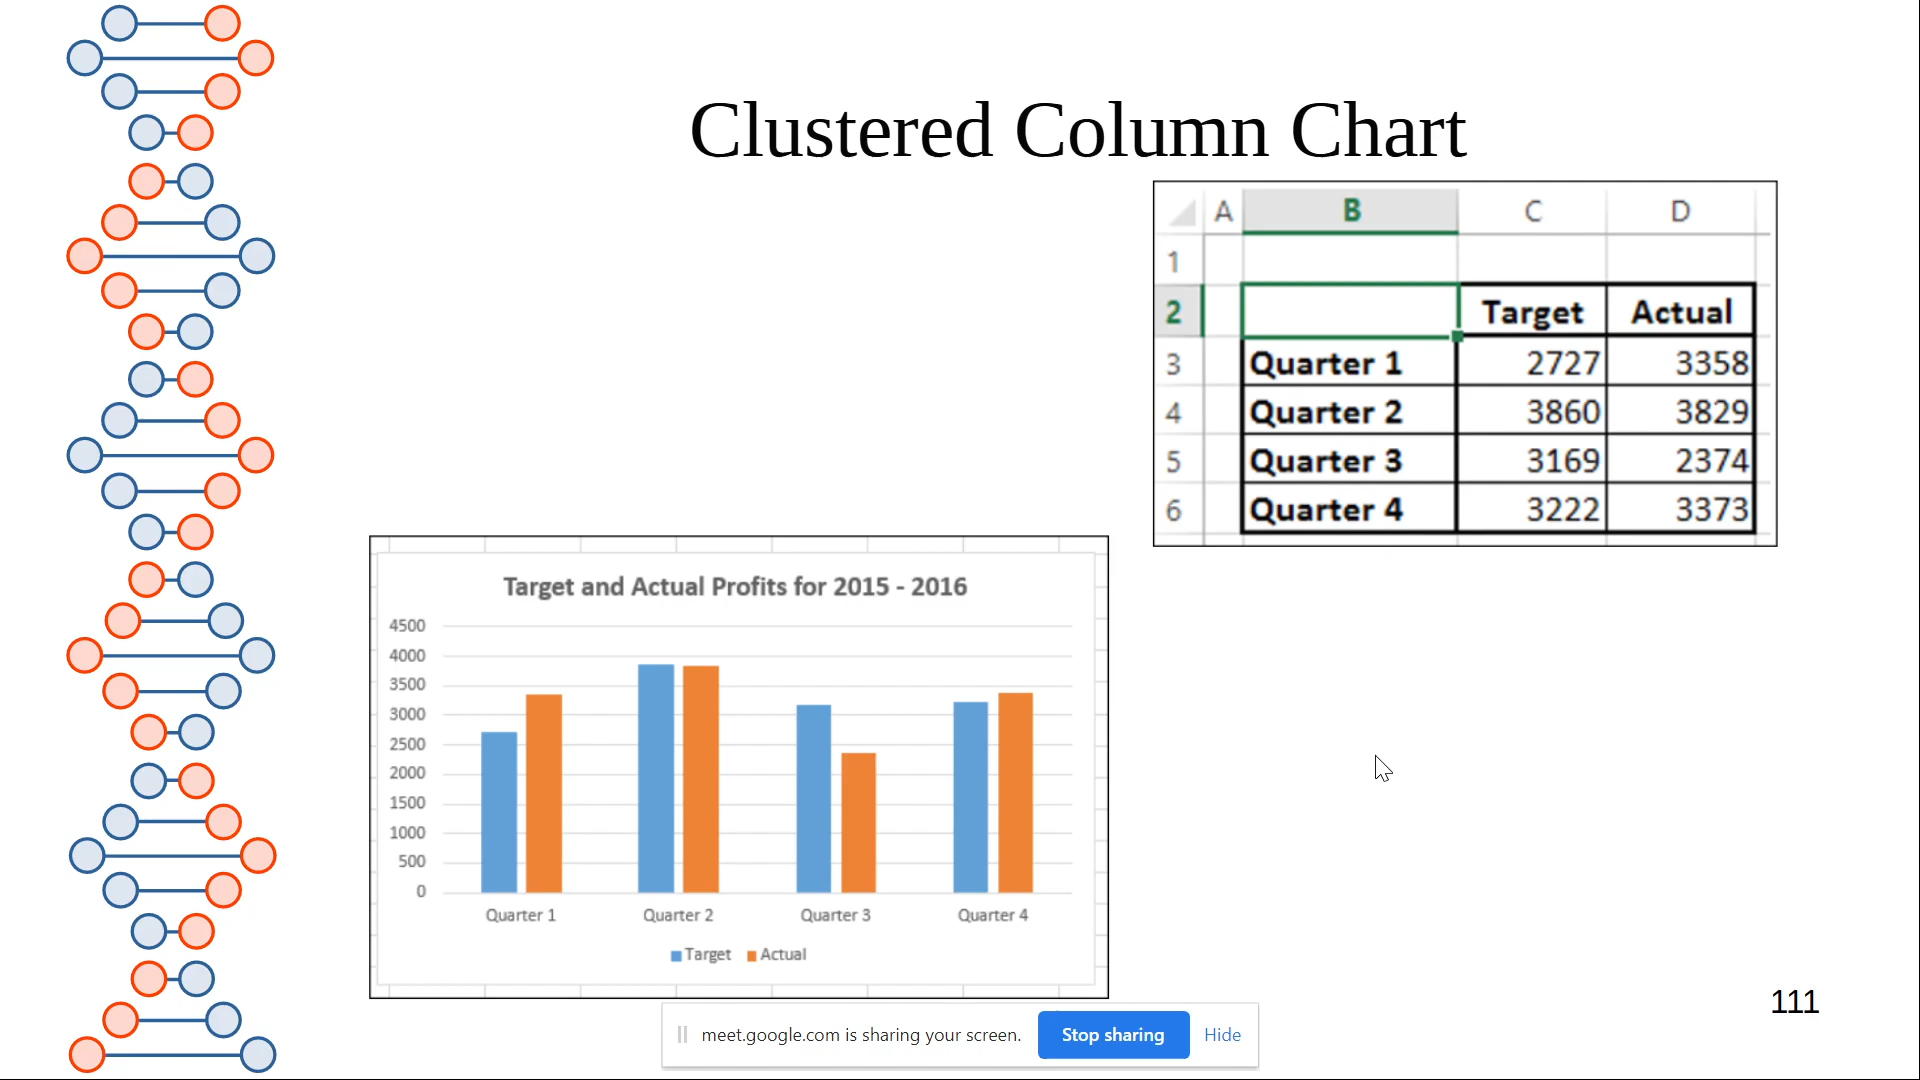 Clustered Column Chart
A B C D
1
2 Target Actual
3 Quarter 1 2727 3358
4 Quarter 2 3860 3829
5 Quarter 3 3169 2374
6 Quarter 4 3222 3373
Target and Actual Profits for 2015 - 2016
4500
4000
3500
3000
2500
2000
1500
1000
500
0
Quarter 1 Quarter 2 Quarter 3 Quarter 4
Target Actual
111
meet.google.com is sharing your screen. Stop sharing Hide